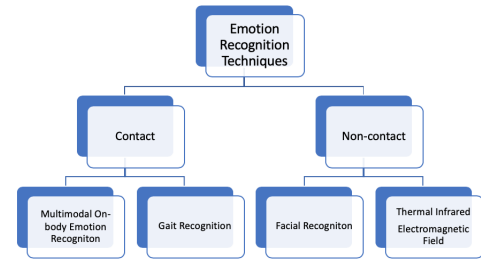 Emotion
Recognition
Techniques
Contact
Non-contact
Multimodal On-
body Emotion
Recogniton
Gait Recognition
Facial Recogniton
Thermal Infrared
Electromagnetic
Field